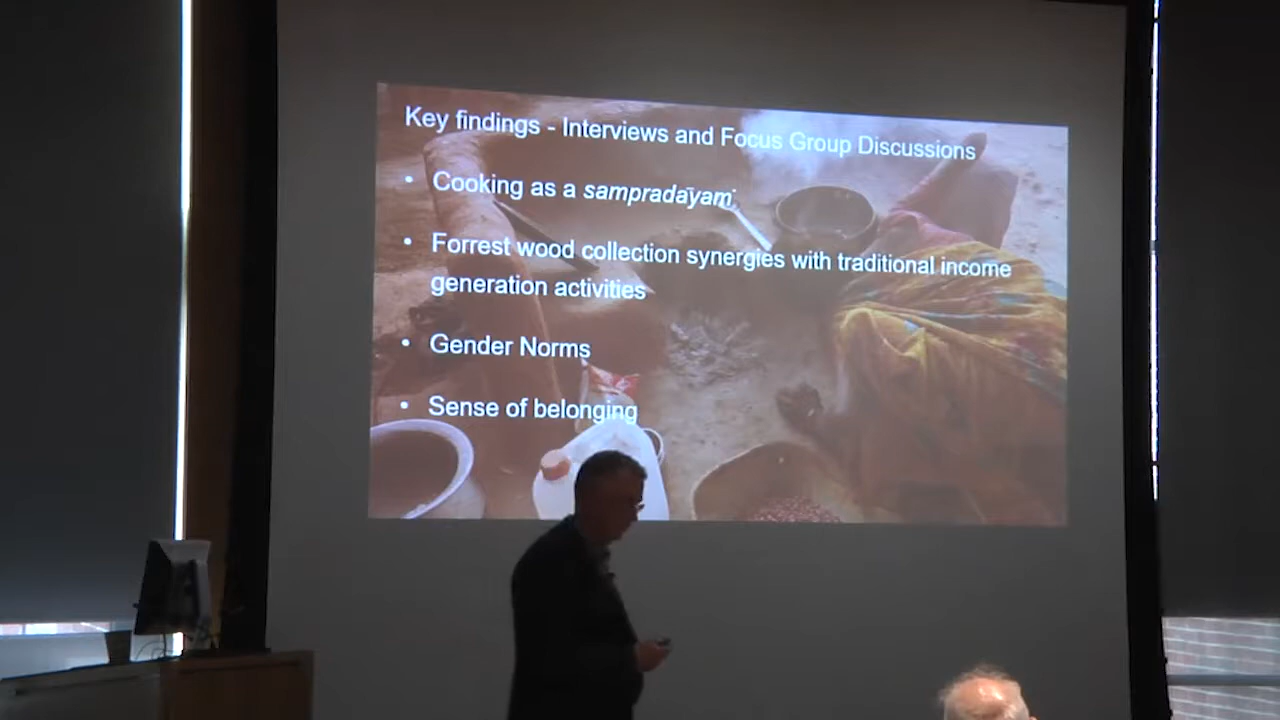 Key findings - Interviews and Focus Group Discussions
• Cooking as a sampradāyam
• Forrest wood collection synergies with traditional income
generation activities
• Gender Norms
• Sense of belonging